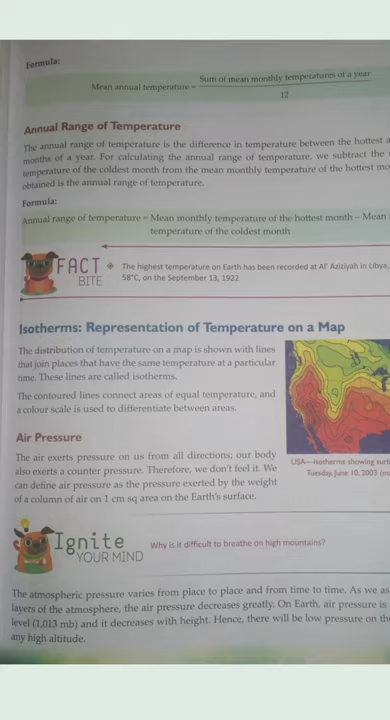 Formula:
Mean annual temperature = Sum of mean monthly temperatures of a year
12
Annual Range of Temperature
The annual range of temperature is the difference in temperature between the hottest
months of a year. For calculating the annual range of temperature, we subtract the
temperature of the coldest month from the mean monthly temperature of the hottest
obtained is the annual range of temperature.
Formula:
Annual range of temperature = Mean monthly temperature of the hottest month – Mean
temperature of the coldest month
FACT
BITE
The highest temperature on Earth has been recorded at Al' Aziziyah in Libya,
58°C, on the September 13, 1922
Isotherms: Representation of Temperature on a Map
The distribution of temperature on a map is shown with lines
that join places that have the same temperature at a particular
time. These lines are called isotherms.
The contoured lines connect areas of equal temperature, and
a colour scale is used to differentiate between areas.
Air Pressure
The air exerts pressure on us from all directions; our body
also exerts a counter pressure. Therefore, we don't feel it. We
can define air pressure as the pressure exerted by the weight
of a column of air on 1 cm sq area on the Earth's surface.
USA—isotherms showing
Tuesday, June 10, 2003
Ignite
YOUR MIND
Why is it difficult to breathe on high mountains?
The atmospheric pressure varies from place to place and from time to time. As we
layers of the atmosphere, the air pressure decreases greatly. On Earth, air pressure is
level (1,013 mb) and it decreases with height. Hence, there will be low pressure on
any high altitude.